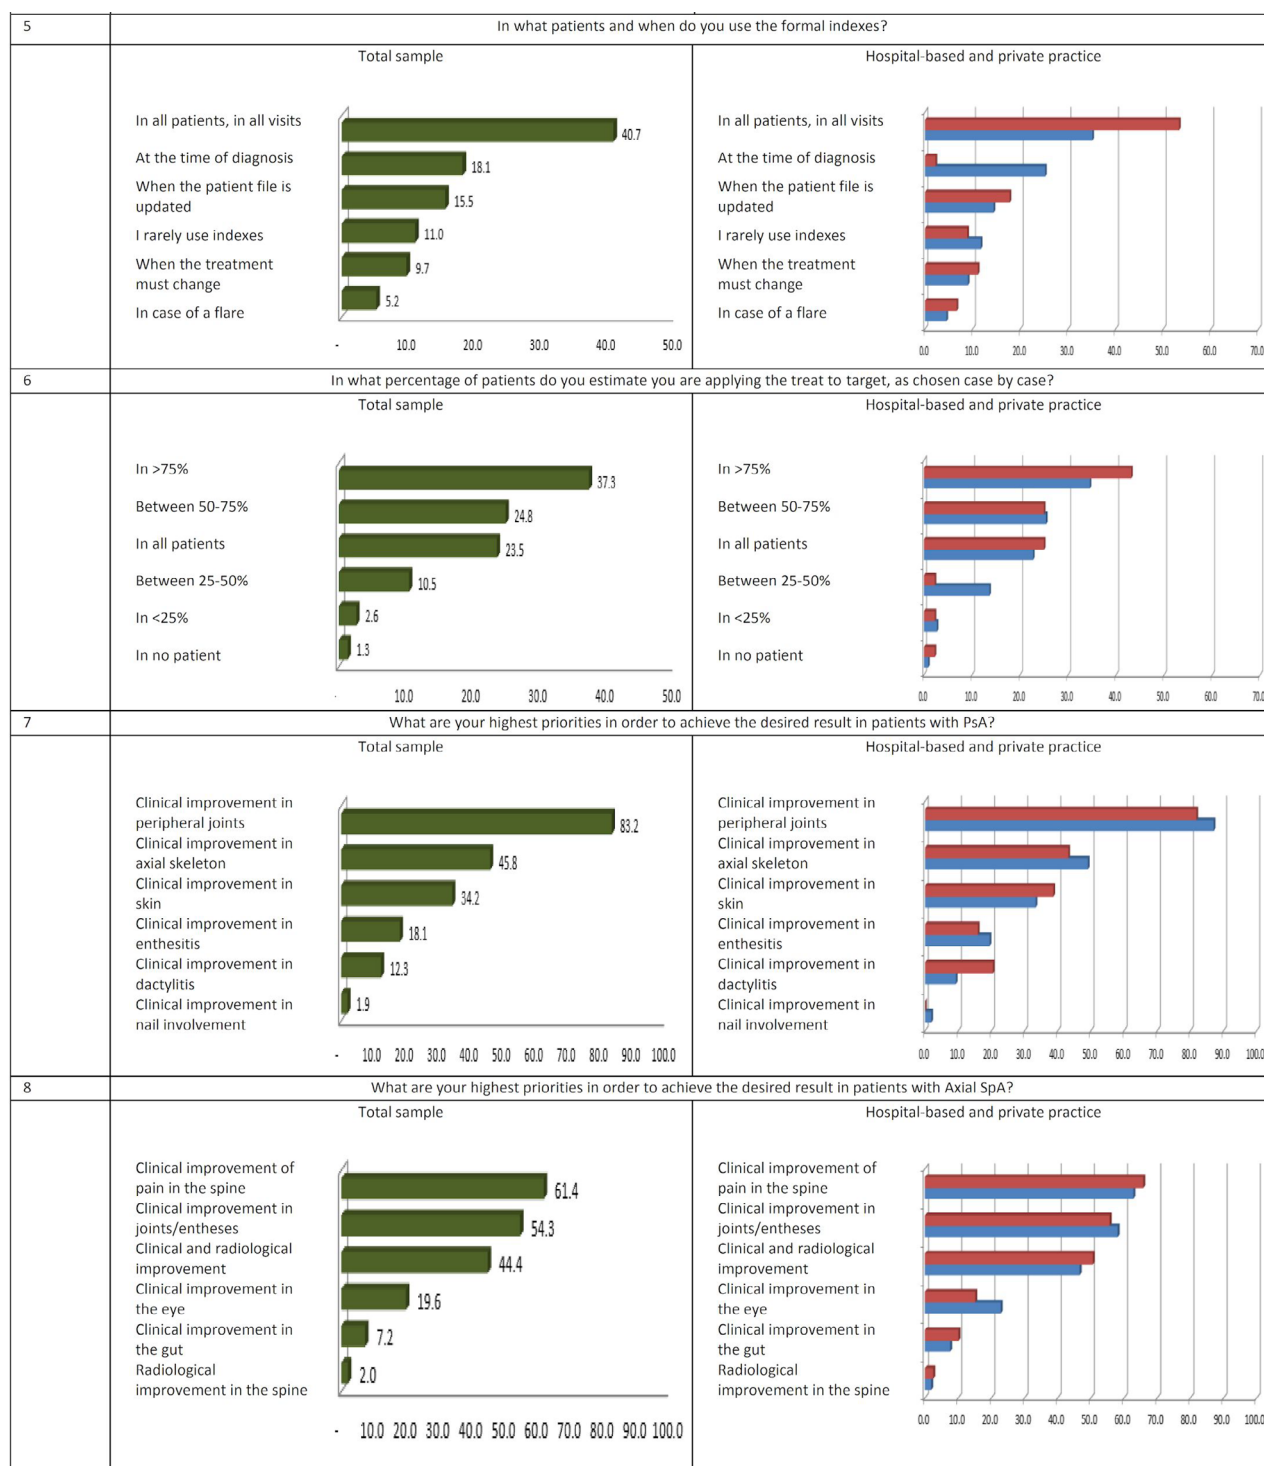 5
In what patients and when do you use the formal indexes?
Total sample
Hospital-based and private practice
In all patients, in all visits
40.7
At the time of diagnosis
18.1
When the patient file is
updated
15.5
I rarely use indexes
11.0
When the treatment
must change
9.7
In case of a flare
5.2
- 10.0 20.0 30.0 40.0 50.0
In all patients, in all visits
At the time of diagnosis
When the patient file is
updated
I rarely use indexes
When the treatment
must change
In case of a flare
0.0 10.0 20.0 30.0 40.0 50.0 60.0 70.0
6
In what percentage of patients do you estimate you are applying the treat to target, as chosen case by case?
Total sample
Hospital-based and private practice
In >75%
37.3
Between 50-75%
24.8
In all patients
23.5
Between 25-50%
10.5
In <25%
2.6
In no patient
1.3
- 10.0 20.0 30.0 40.0 50.0
In >75%
Between 50-75%
In all patients
Between 25-50%
In <25%
In no patient
0.0 10.0 20.0 30.0 40.0 50.0 60.0 70.0
7
What are your highest priorities in order to achieve the desired result in patients with PsA?
Total sample
Hospital-based and private practice
Clinical improvement in
peripheral joints
83.2
Clinical improvement in
axial skeleton
45.8
Clinical improvement in
skin
34.2
Clinical improvement in
enthesitis
18.1
Clinical improvement in
dactylitis
12.3
Clinical improvement in
nail involvement
1.9
- 10.0 20.0 30.0 40.0 50.0 60.0 70.0 80.0 90.0 100.0
Clinical improvement in
peripheral joints
Clinical improvement in
axial skeleton
Clinical improvement in
skin
Clinical improvement in
enthesitis
Clinical improvement in
dactylitis
Clinical improvement in
nail involvement
0.0 10.0 20.0 30.0 40.0 50.0 60.0 70.0 80.0 90.0 100.0
8
What are your highest priorities in order to achieve the desired result in patients with Axial SpA?
Total sample
Hospital-based and private practice
Clinical improvement of
pain in the spine
61.4
Clinical improvement in
joints/entheses
54.3
Clinical and radiological
improvement
44.4
Clinical improvement in
the eye
19.6
Clinical improvement in
the gut
7.2
Radiological
improvement in the spine
2.0
- 10.0 20.0 30.0 40.0 50.0 60.0 70.0 80.0 90.0 100.0
Clinical improvement of
pain in the spine
Clinical improvement in
joints/entheses
Clinical and radiological
improvement
Clinical improvement in
the eye
Clinical improvement in
the gut
Radiological
improvement in the spine
0.0 10.0 20.0 30.0 40.0 50.0 60.0 70.0 80.0 90.0 100.0